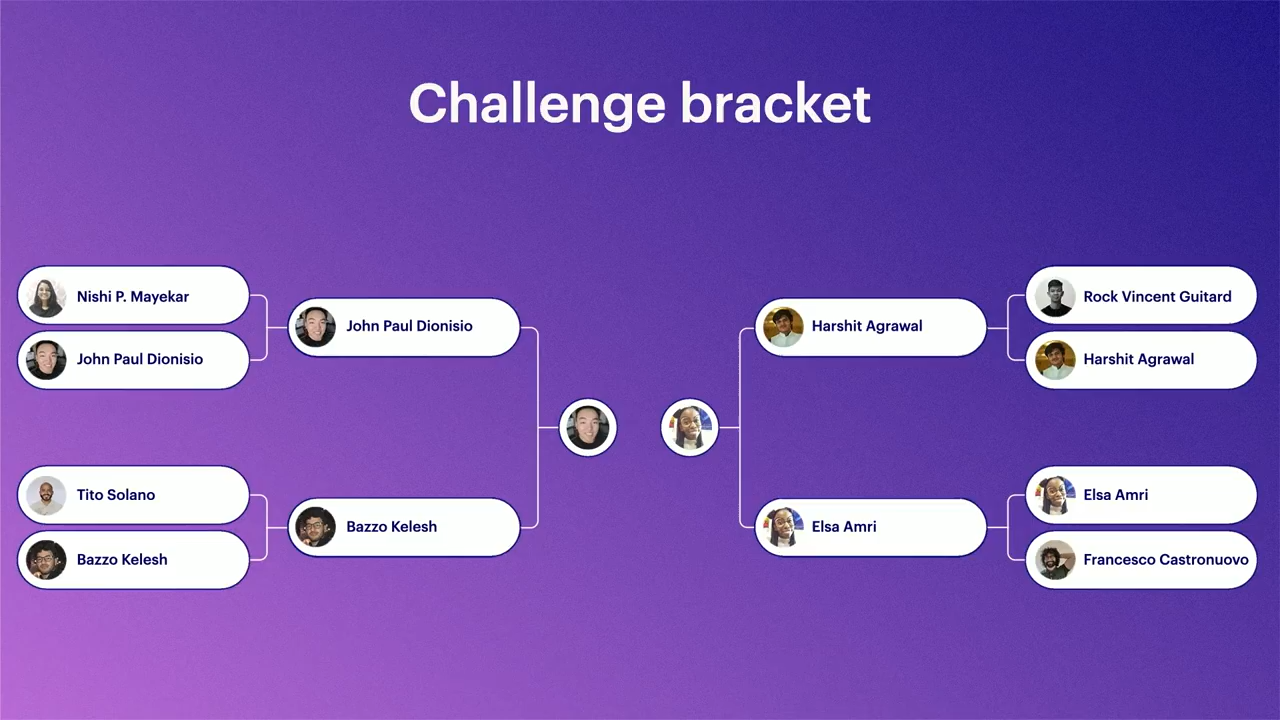 Challenge bracket
Nishi P. Mayekar
John Paul Dionisio
Tito Solano
Bazzo Kelesh
John Paul Dionisio
Bazzo Kelesh
Harshit Agrawal
Elsa Amri
Rock Vincent Guitard
Harshit Agrawal
Elsa Amri
Francesco Castronuovo